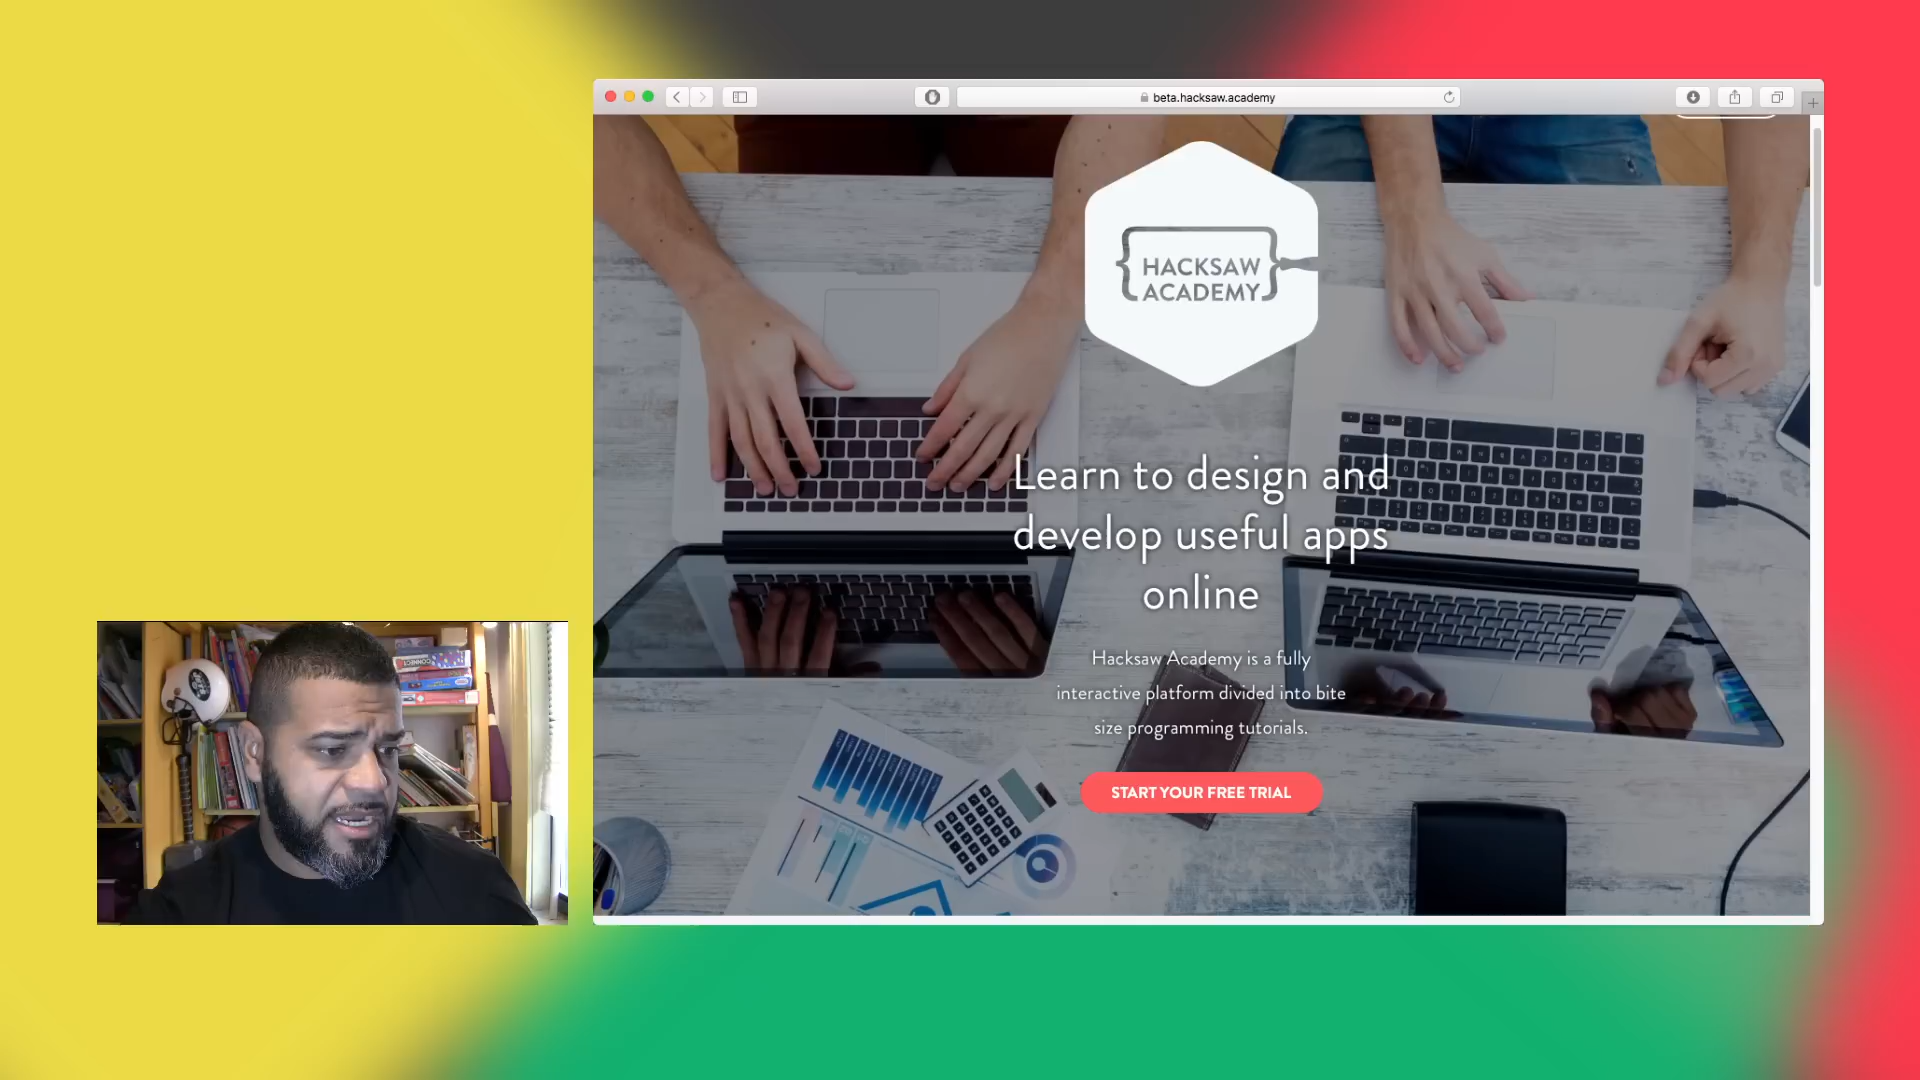 beta.hacksaw.academy
HACKSAW
ACADEMY
Learn to design and
develop useful apps
online
Hacksaw Academy is a fully
interactive platform divided into bite
size programming tutorials.
START YOUR FREE TRIAL